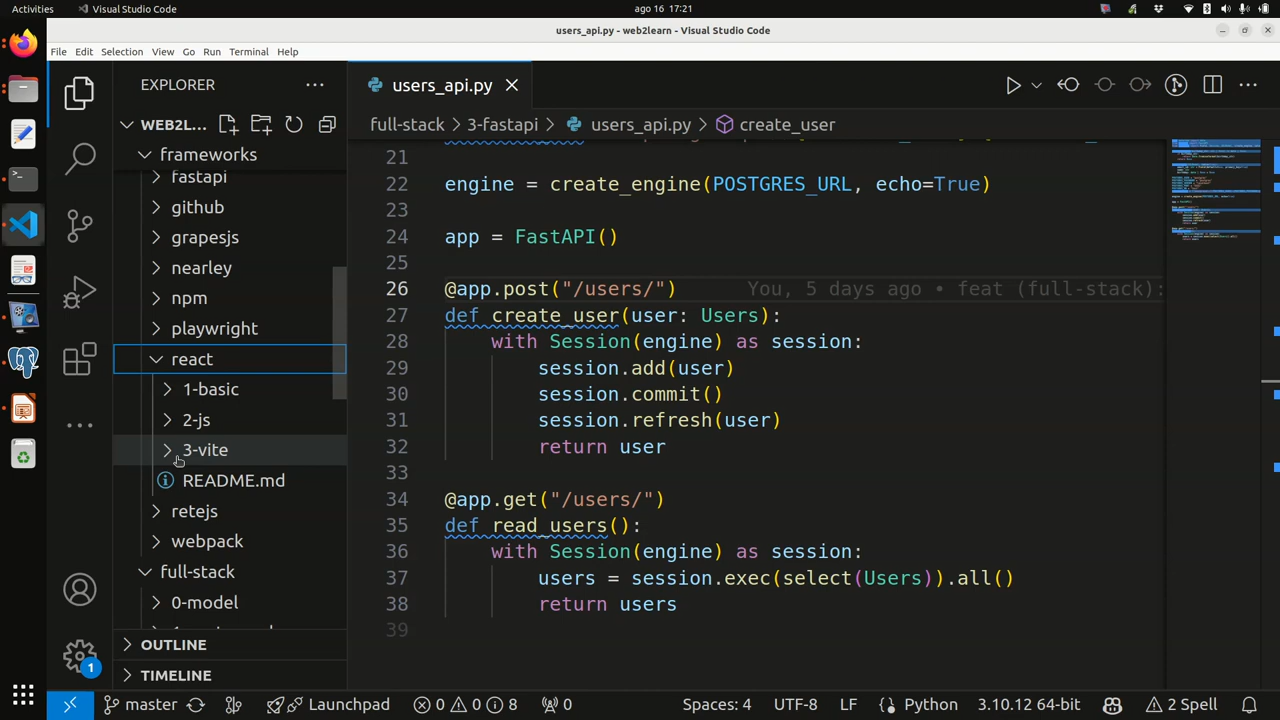 Activities
Visual Studio Code
ago 16 17:21
users_api.py - web2learn - Visual Studio Code
File Edit Selection View Go Run Terminal Help
EXPLORER
users_api.py
WEB2L...
full-stack > 3-fastapi > users_api.py > create_user
frameworks
fastapi
github
grapesjs
nearley
npm
playwright
react
1-basic
2-js
3-vite
README.md
retejs
webpack
full-stack
0-model
OUTLINE
TIMELINE
21
22 engine = create_engine(POSTGRES_URL, echo=True)
23
24 app = FastAPI()
25
26 @app.post("/users/") You, 5 days ago • feat (full-stack):
27 def create_user(user: Users):
28 with Session(engine) as session:
29 session.add(user)
30 session.commit()
31 session.refresh(user)
32 return user
33
34 @app.get("/users/")
35 def read_users():
36 with Session(engine) as session:
37 users = session.exec(select(Users)).all()
38 return users
39
1
master Launchpad 0 0 8 0 Spaces: 4 UTF-8 LF Python 3.10.12 64-bit 2 Spell